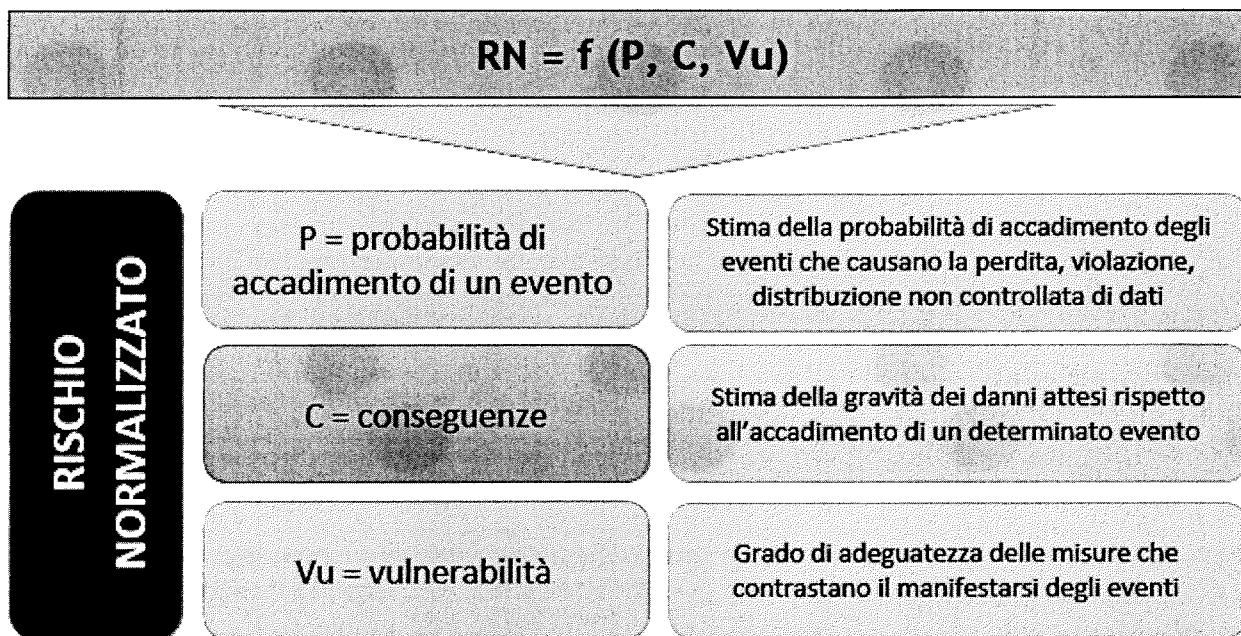 RN = f (P, C, Vu)
RISCHIO
NORMALIZZATO
P = probabilità di
accadimento di un evento
Stima della probabilità di accadimento degli
eventi che causano la perdita, violazione,
distribuzione non controllata di dati
C = conseguenze
Stima della gravità dei danni attesi rispetto
all'accadimento di un determinato evento
Vu = vulnerabilità
Grado di adeguatezza delle misure che
contrastano il manifestarsi degli eventi